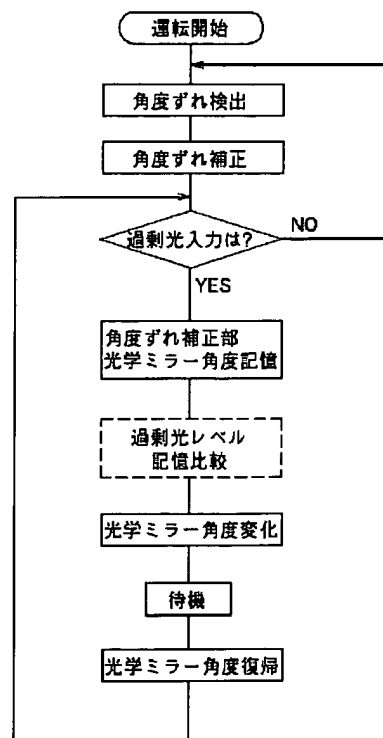 運転開始
角度ずれ検出
角度ずれ補正
過剰光入力は?
NO
YES
角度ずれ補正部
光学ミラー角度記憶
過剰光レベル
記憶比較
光学ミラー角度変化
待機
光学ミラー角度復帰